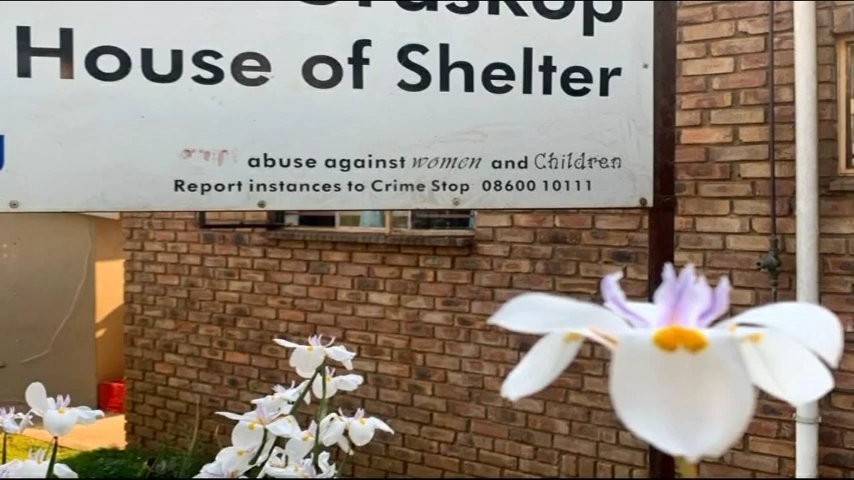 House of Shelter
abuse against women and Children
Report instances to Crime Stop 08600 10111